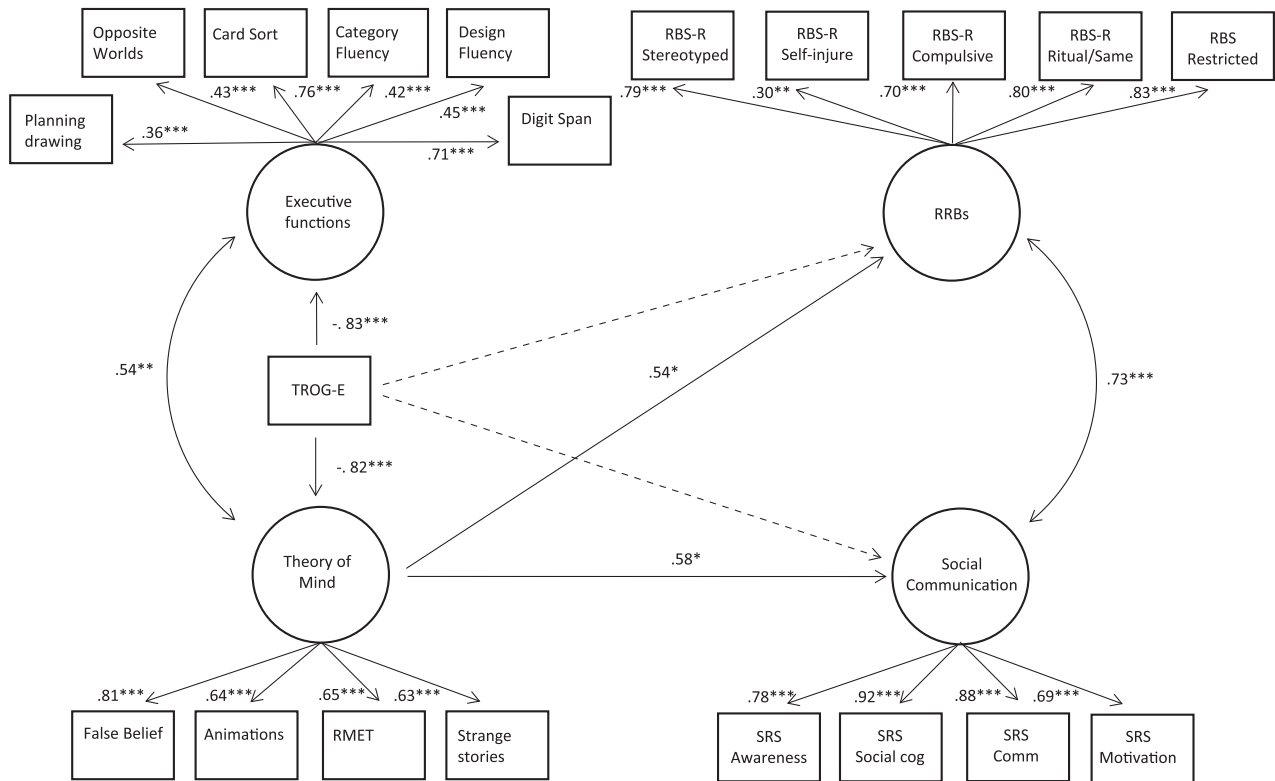 Opposite
Worlds
Card Sort
Category
Fluency
Design
Fluency
RBS-R
Stereotyped
RBS-R
Self-injure
RBS-R
Compulsive
RBS-R
Ritual/Same
RBS
Restricted
.43***
.76***
.42***
.45***
.79***
.30**
.70***
.80***
.83***
Planning
drawing
.36***
.71***
Digit Span
Executive
functions
RRBs
-. 83***
.54**
TROG-E
.54*
.73***
-. 82***
Theory of
Mind
.58*
Social
Communication
.81***
.64***
.65***
.63***
.78***
.92***
.88***
.69***
False Belief
Animations
RMET
Strange
stories
SRS
Awareness
SRS
Social cog
SRS
Comm
SRS
Motivation